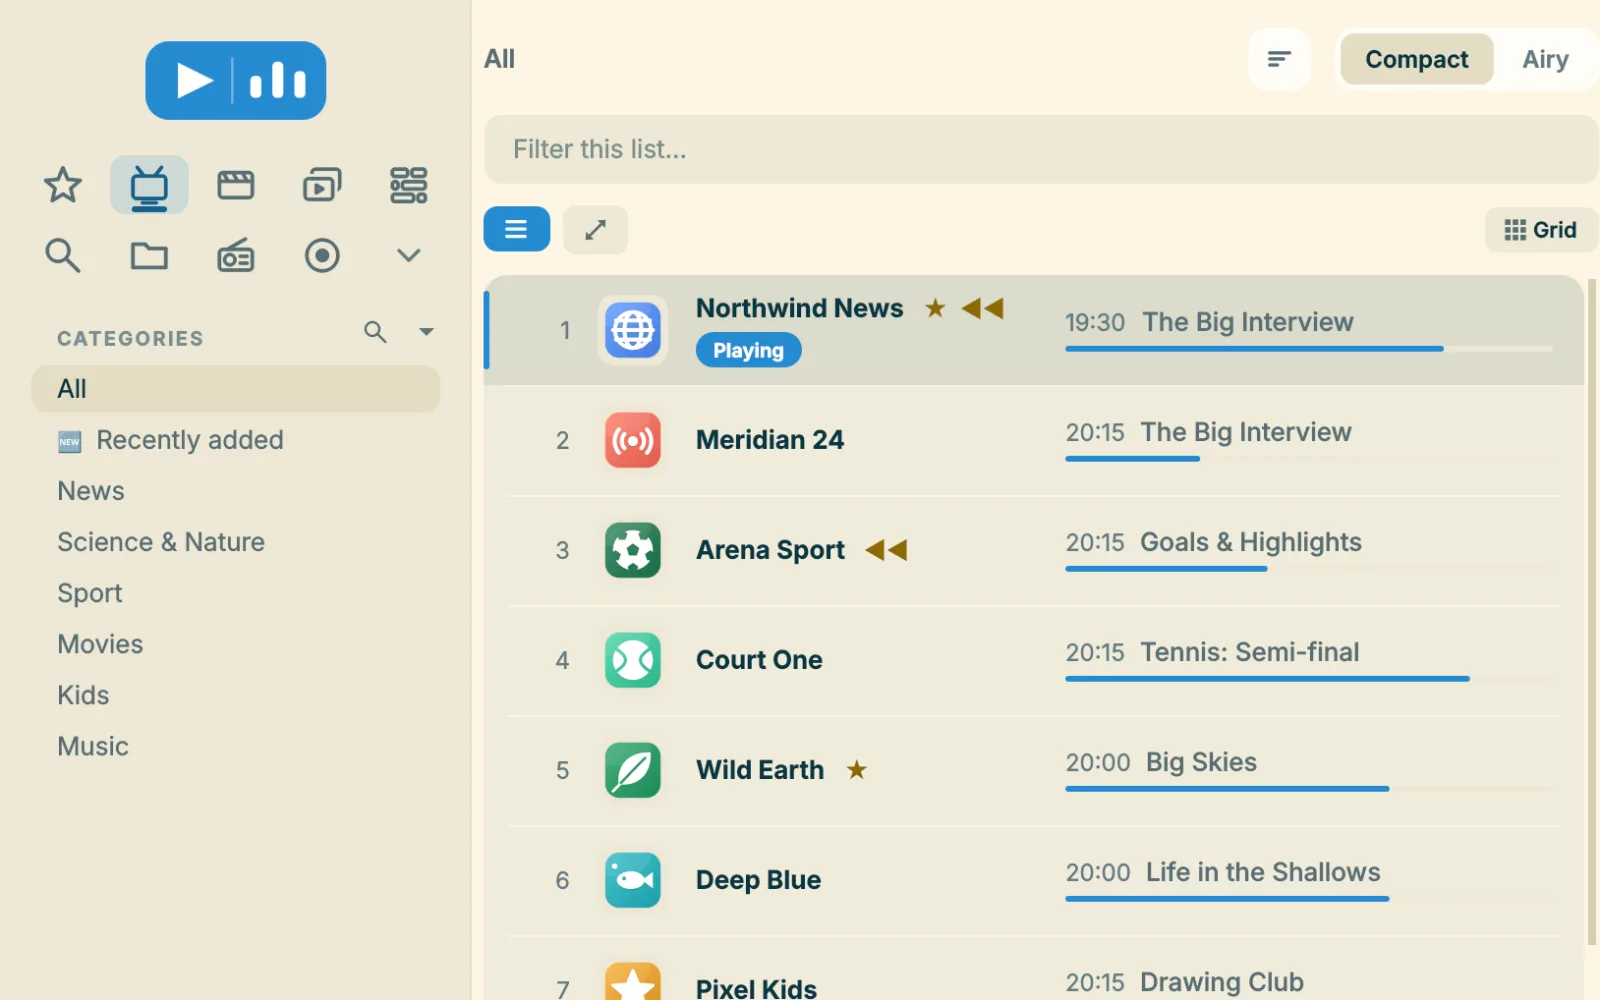 All
Compact
Airy
Filter this list...
Grid
CATEGORIES
All
NEW Recently added
News
Science & Nature
Sport
Movies
Kids
Music
1 Northwind News 19:30 The Big Interview
Playing
2 Meridian 24 20:15 The Big Interview
3 Arena Sport 20:15 Goals & Highlights
4 Court One 20:15 Tennis: Semi-final
5 Wild Earth 20:00 Big Skies
6 Deep Blue 20:00 Life in the Shallows
7 Pixel Kids 20:15 Drawing Club